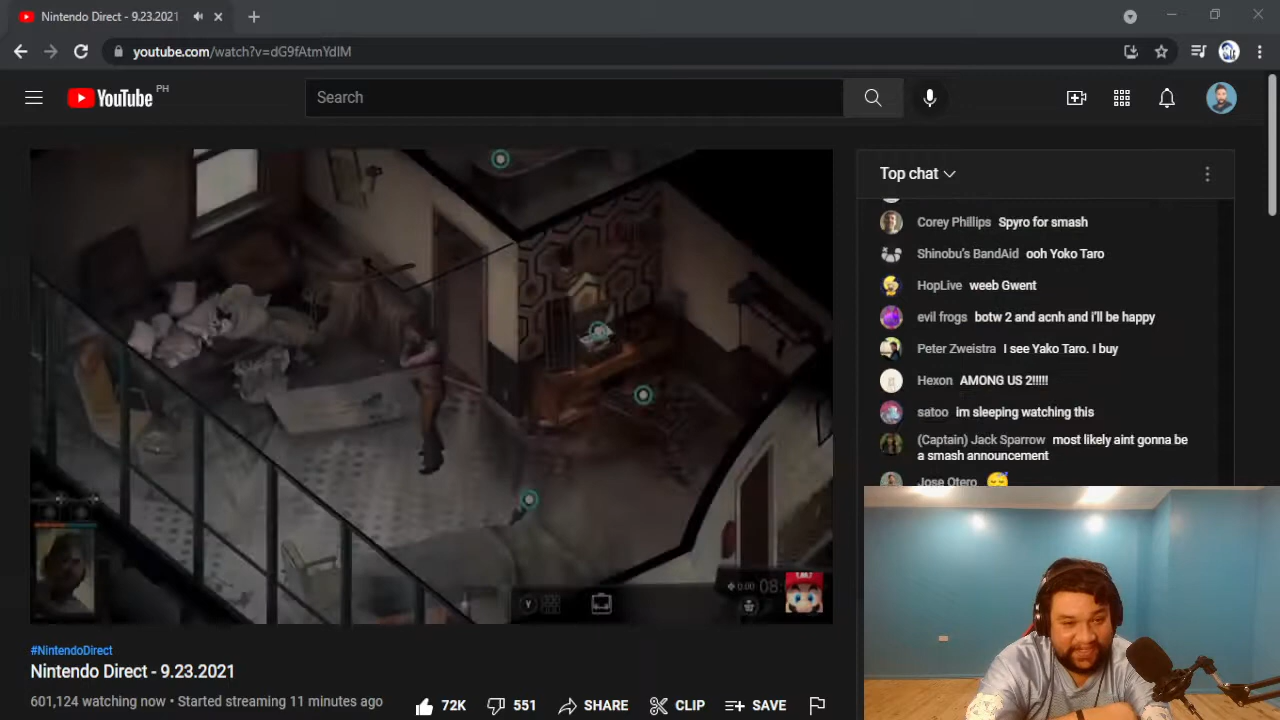 Nintendo Direct - 9.23.2021
youtube.com/watch?v=dG9fAtmYdIM
YouTube PH
Search
Top chat
Corey Phillips Spyro for smash
Shinobu's BandAid ooh Yoko Taro
HopLive weeb Gwent
evil frogs botw 2 and acnh and i'll be happy
Peter Zweistra I see Yako Taro. I buy
Hexon AMONG US 2!!!!!
satoo im sleeping watching this
(Captain) Jack Sparrow most likely aint gonna be
a smash announcement
Jose Otero
Y
0.00 08:
M
#NintendoDirect
Nintendo Direct - 9.23.2021
601,124 watching now • Started streaming 11 minutes ago
72K 551 SHARE CLIP SAVE